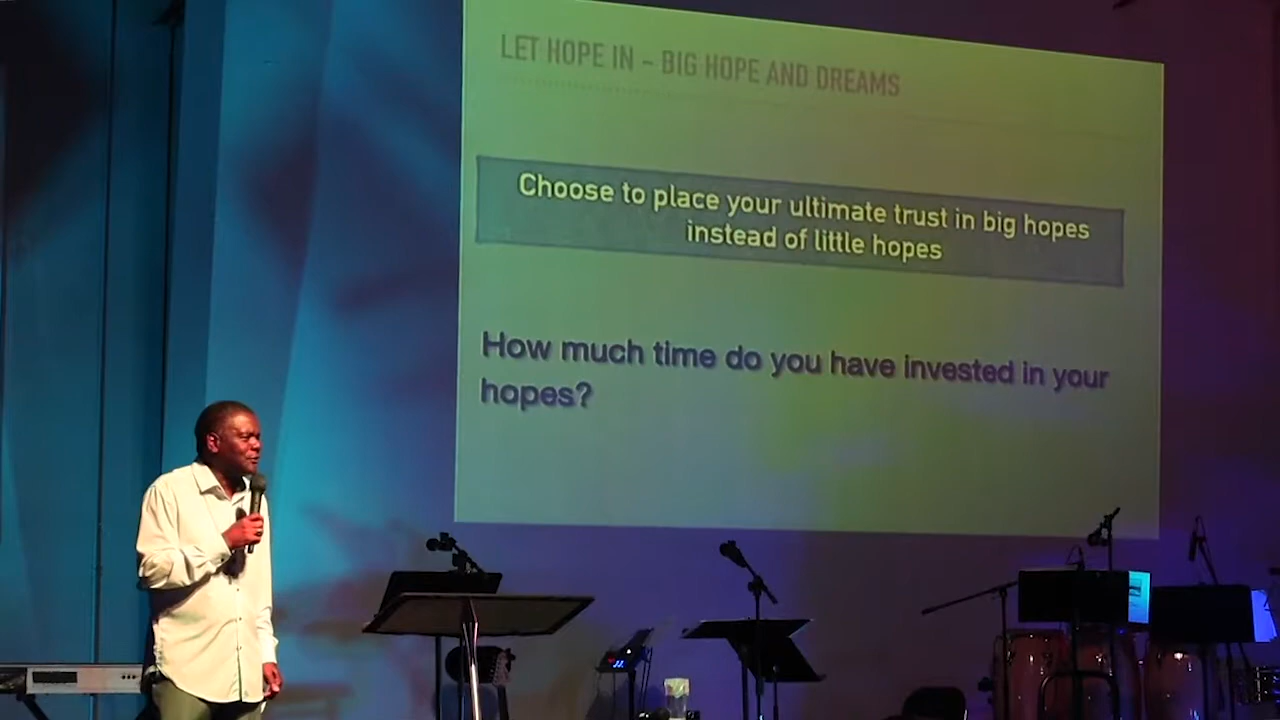 LET HOPE IN - BIG HOPE AND DREAMS
Choose to place your ultimate trust in big hopes
instead of little hopes
How much time do you have invested in your
hopes?